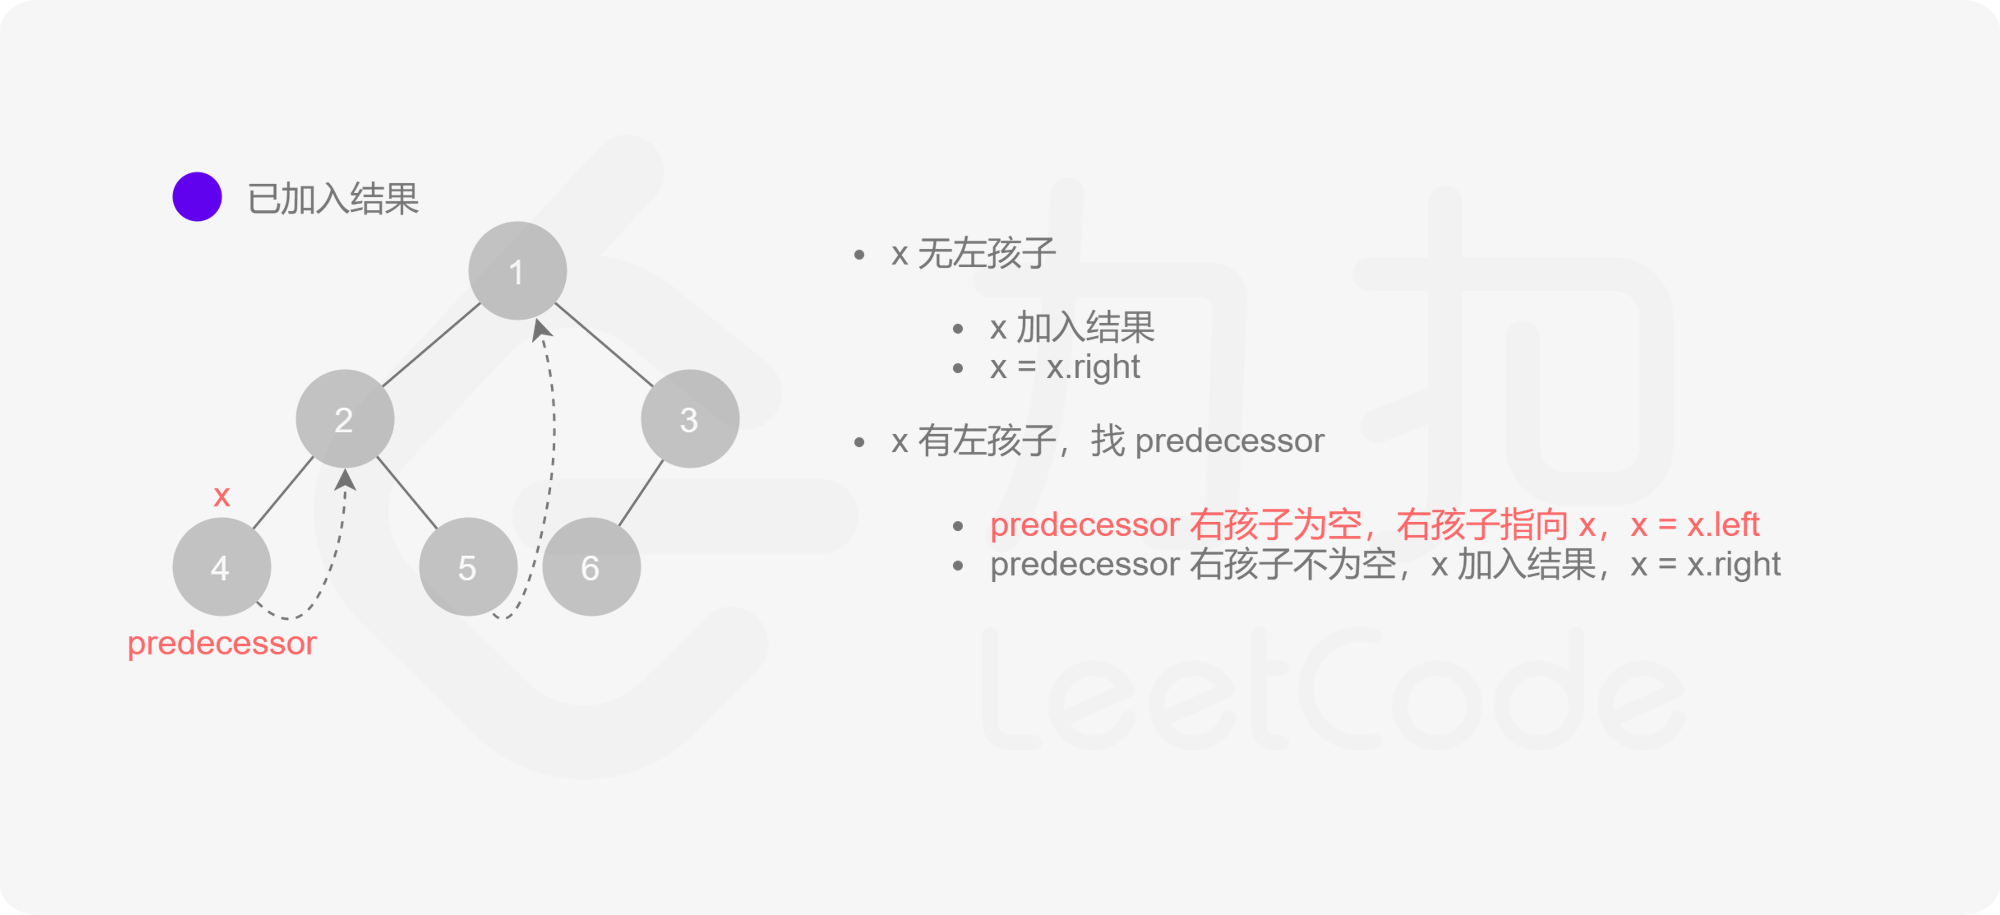 已加入结果
1
2
3
x
4
5
6
predecessor
x 无左孩子
x 加入结果
x = x.right
x 有左孩子，找 predecessor
predecessor 右孩子为空，右孩子指向 x，x = x.left
predecessor 右孩子不为空，x 加入结果，x = x.right
力扣
LeetCode